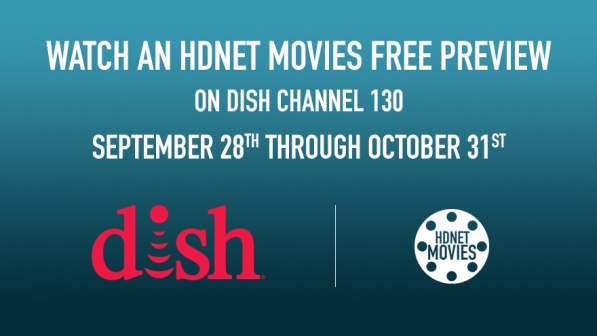 WATCH AN HDNET MOVIES FREE PREVIEW
ON DISH CHANNEL 130
SEPTEMBER 28TH THROUGH OCTOBER 31ST
dish
HDNET
MOVIES